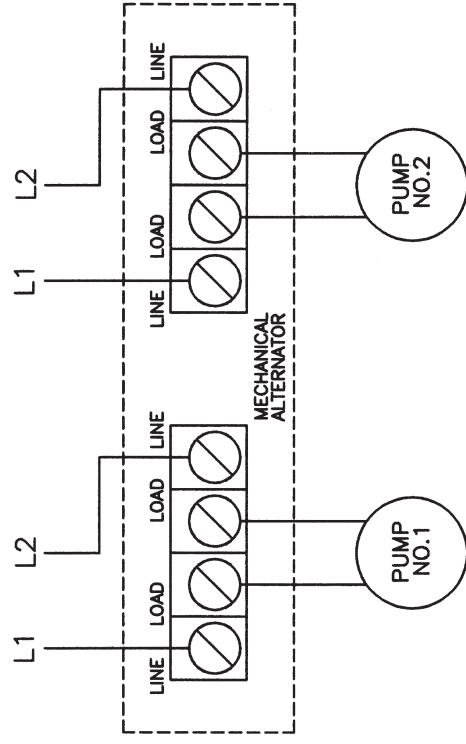 L1
L2
LINE
LOAD
LOAD
LINE
PUMP
NO.1
MECHANICAL
ALTERNATOR
L1
L2
LINE
LOAD
LOAD
LINE
PUMP
NO.2